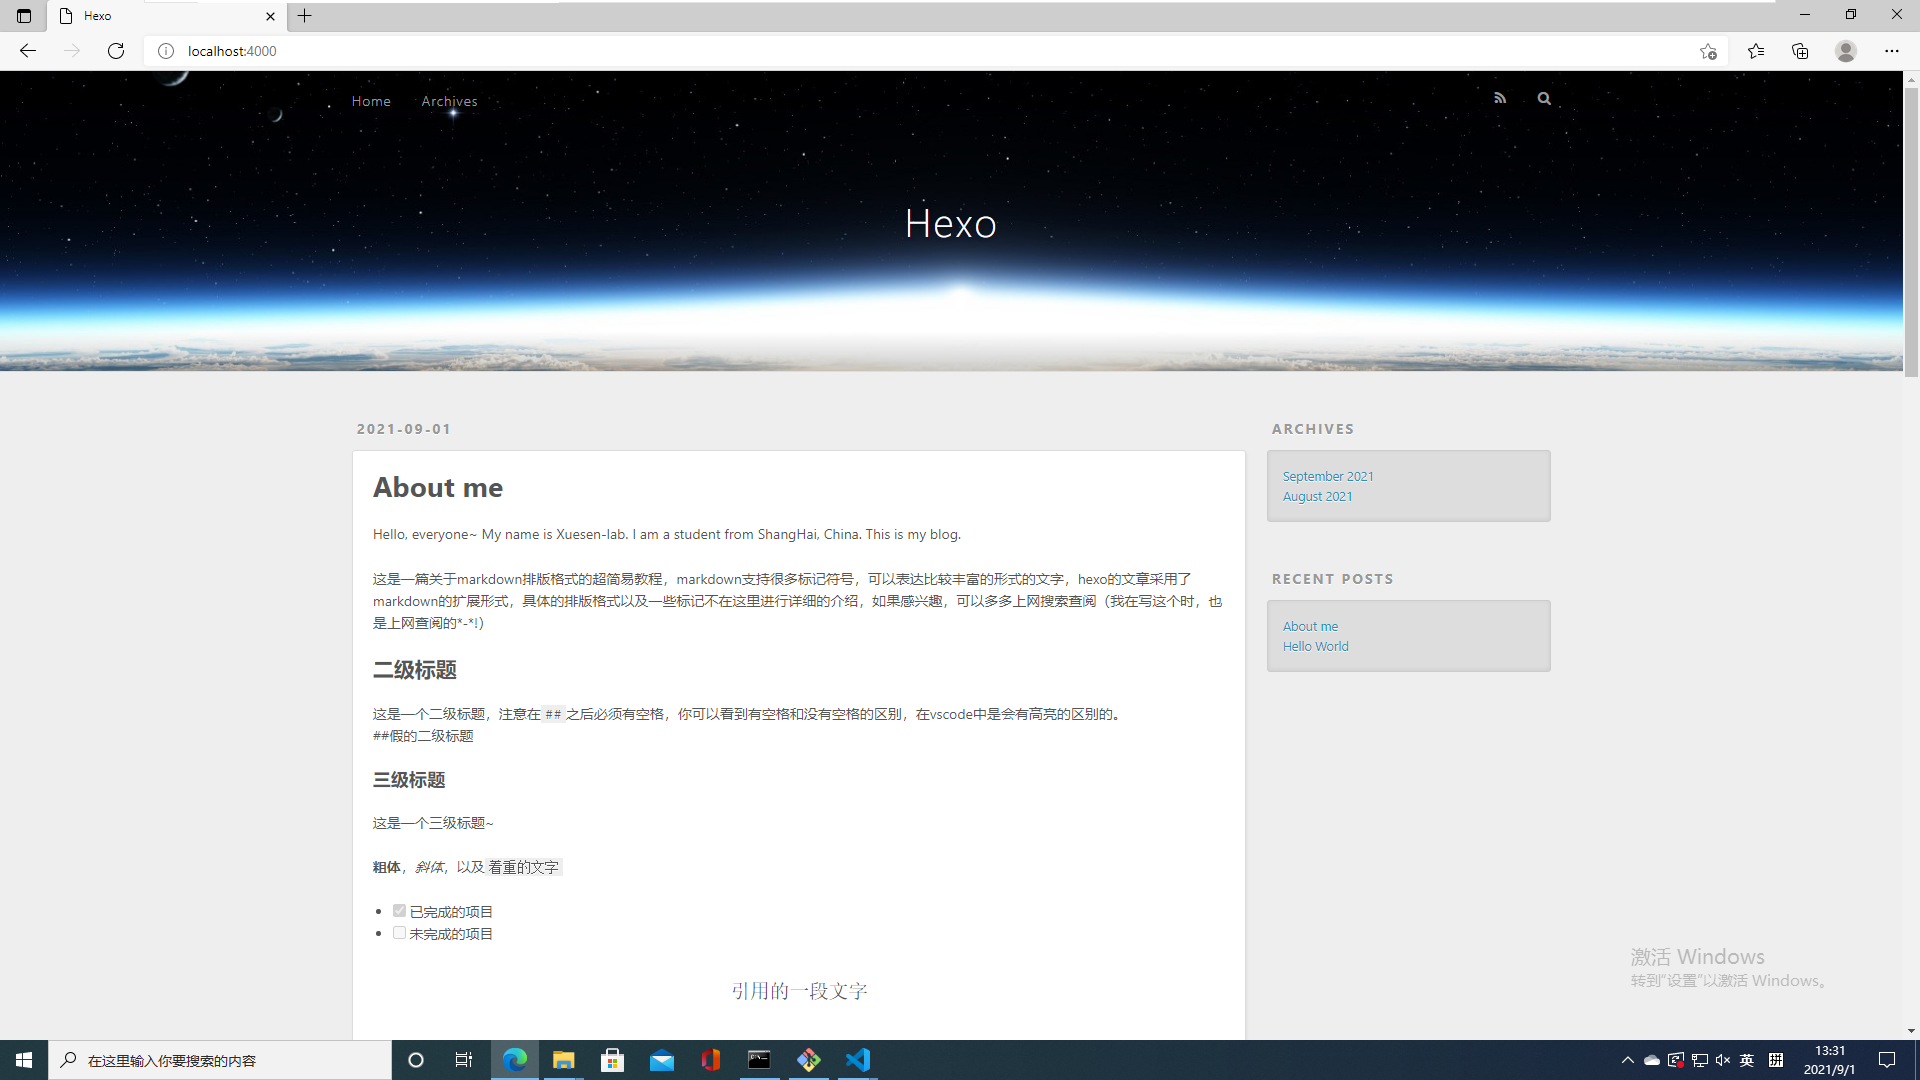 Hexo
localhost:4000
Home Archives
Hexo
2021-09-01
About me
Hello, everyone~ My name is Xuesen-lab. I am a student from ShangHai, China. This is my blog.
这是一篇关于markdown排版格式的超简易教程，markdown支持很多标记符号，可以表达比较丰富的形式的文字，hexo的文章采用了
markdown的扩展形式，具体的排版格式以及一些标记不在这里进行详细的介绍，如果感兴趣，可以多多上网搜索查阅（我在写这个时，也
是上网查阅的*-*!）
二级标题
这是一个二级标题，注意在 ## 之后必须有空格，你可以看到有空格和没有空格的区别，在vscode中是会有高亮的区别的。
##假的二级标题
三级标题
这是一个三级标题~
粗体，斜体，以及 着重的文字
已完成的项目
未完成的项目
引用的一段文字
ARCHIVES
September 2021
August 2021
RECENT POSTS
About me
Hello World
激活 Windows
转到“设置”以激活 Windows。
在这里输入你要搜索的内容
英
拼
13:31
2021/9/1